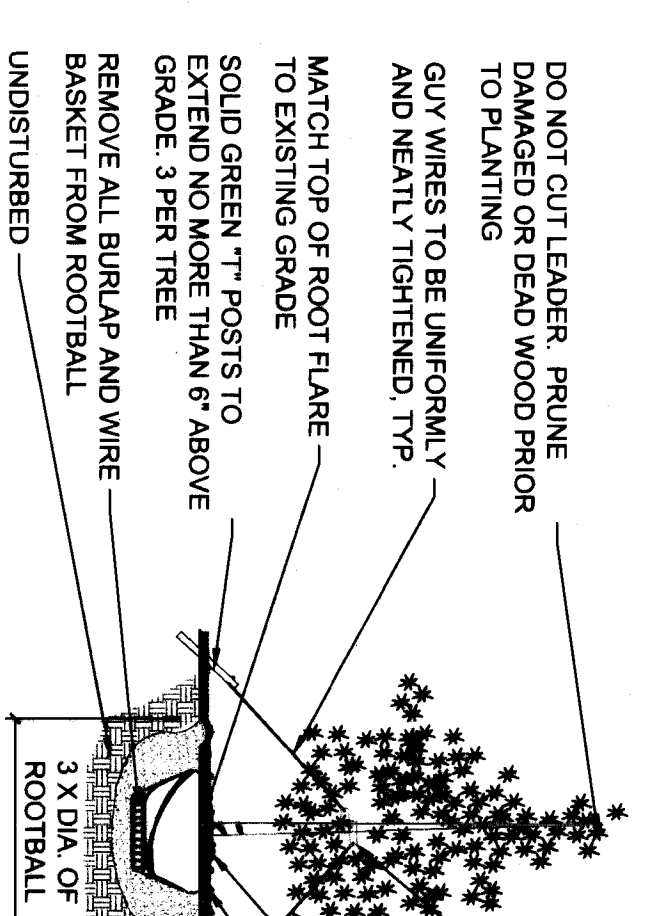 DO NOT CUT LEADER. PRUNE
DAMAGED OR DEAD WOOD PRIOR
TO PLANTING
GUY WIRES TO BE UNIFORMLY
AND NEATLY TIGHTENED, TYP.
MATCH TOP OF ROOT FLARE
TO EXISTING GRADE
SOLID GREEN "T" POSTS TO
EXTEND NO MORE THAN 6" ABOVE
GRADE. 3 PER TREE
REMOVE ALL BURLAP AND WIRE
BASKET FROM ROOTBALL
UNDISTURBED
3 X DIA. OF
ROOTBALL